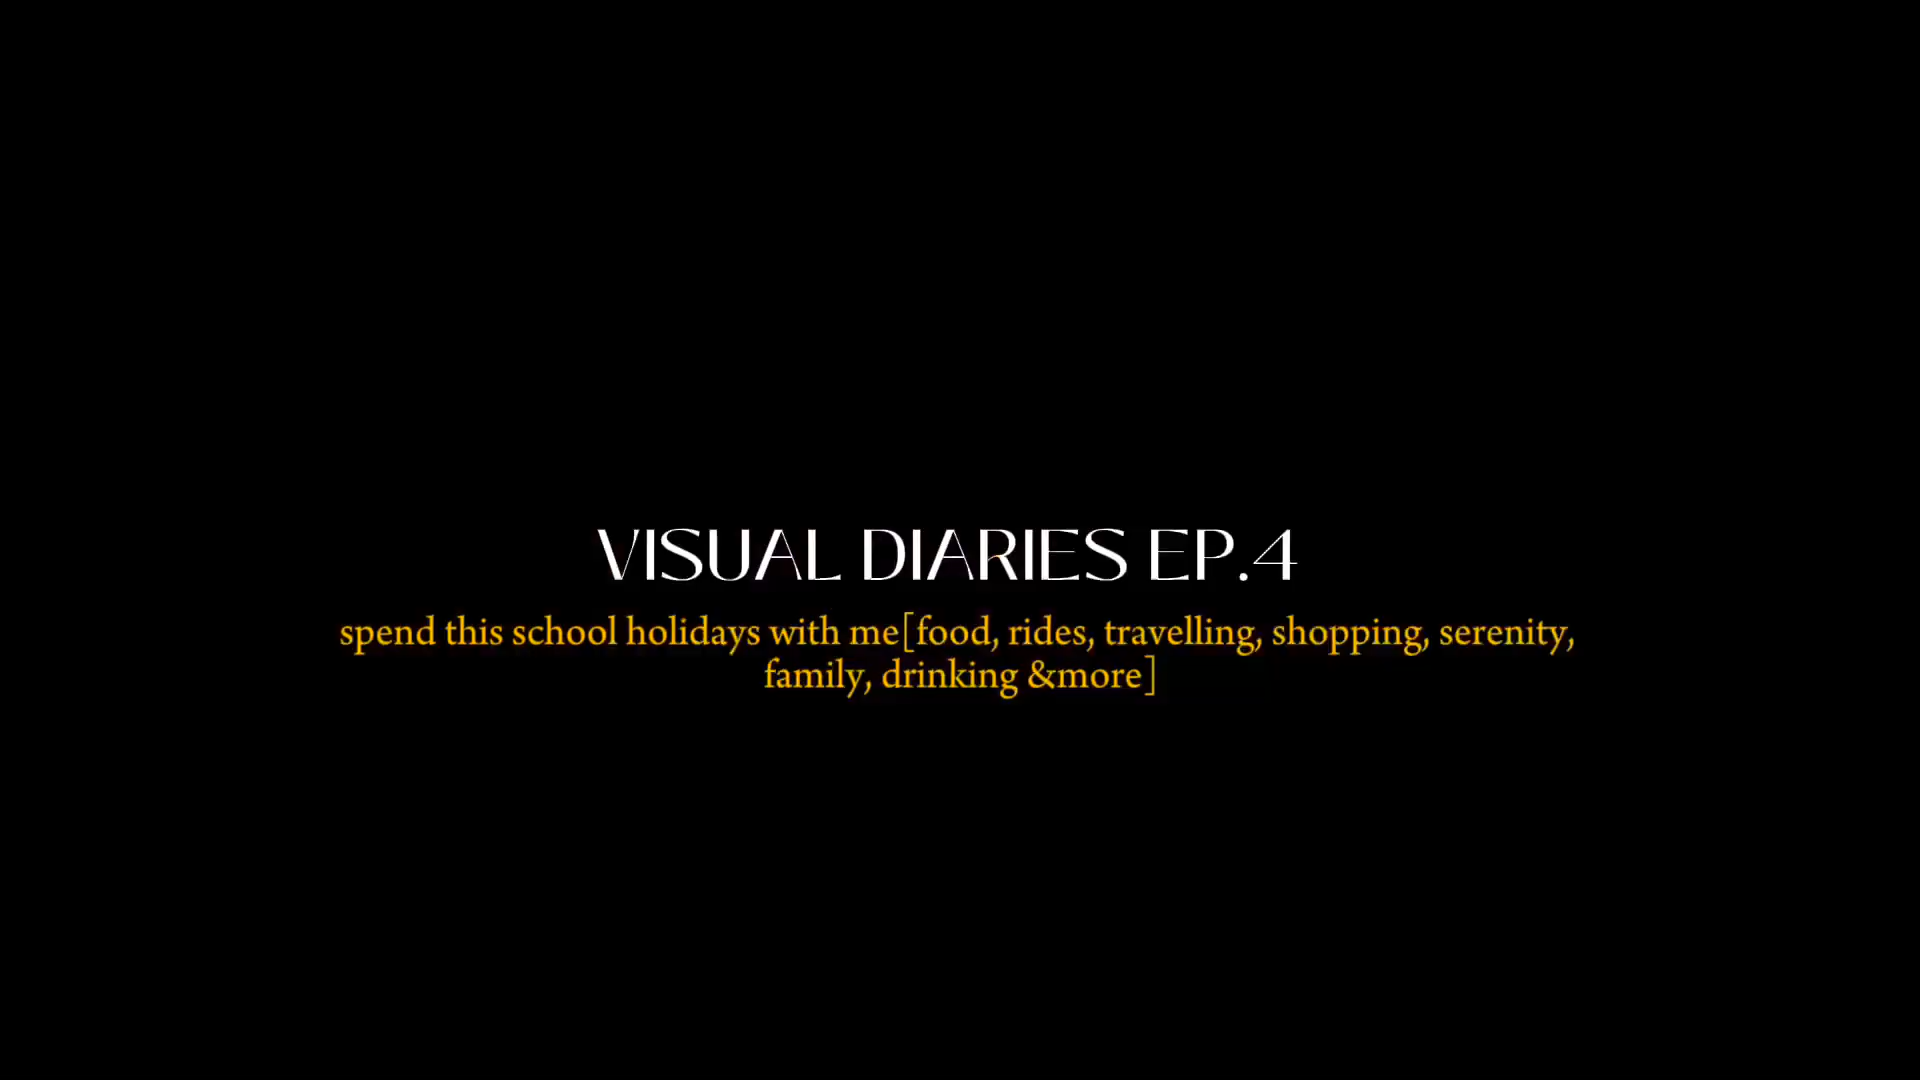 VISUAL DIARIES EP.4
spend this school holidays with me[food, rides, travelling, shopping, serenity,
family, drinking &more]